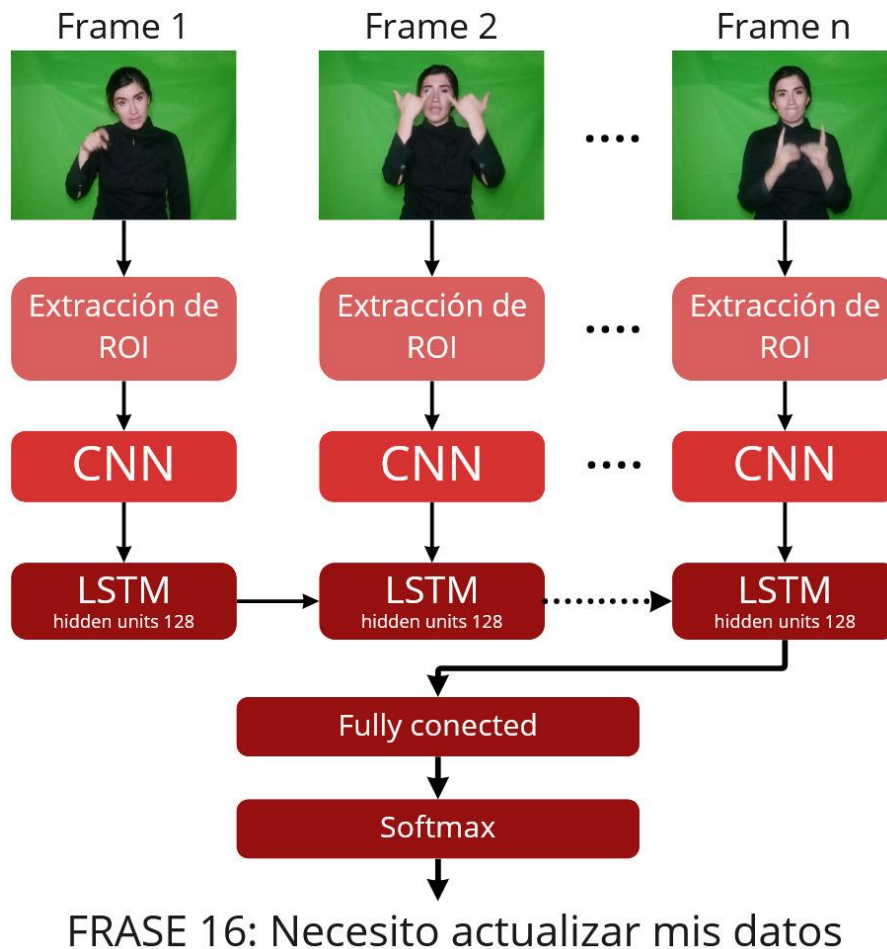 Frame 1 Frame 2 Frame n
....
Extracción de Extracción de Extracción de
ROI ROI .... ROI
CNN CNN .... CNN
LSTM LSTM LSTM
hidden units 128 hidden units 128 hidden units 128
Fully conected
Softmax
FRASE 16: Necesito actualizar mis datos